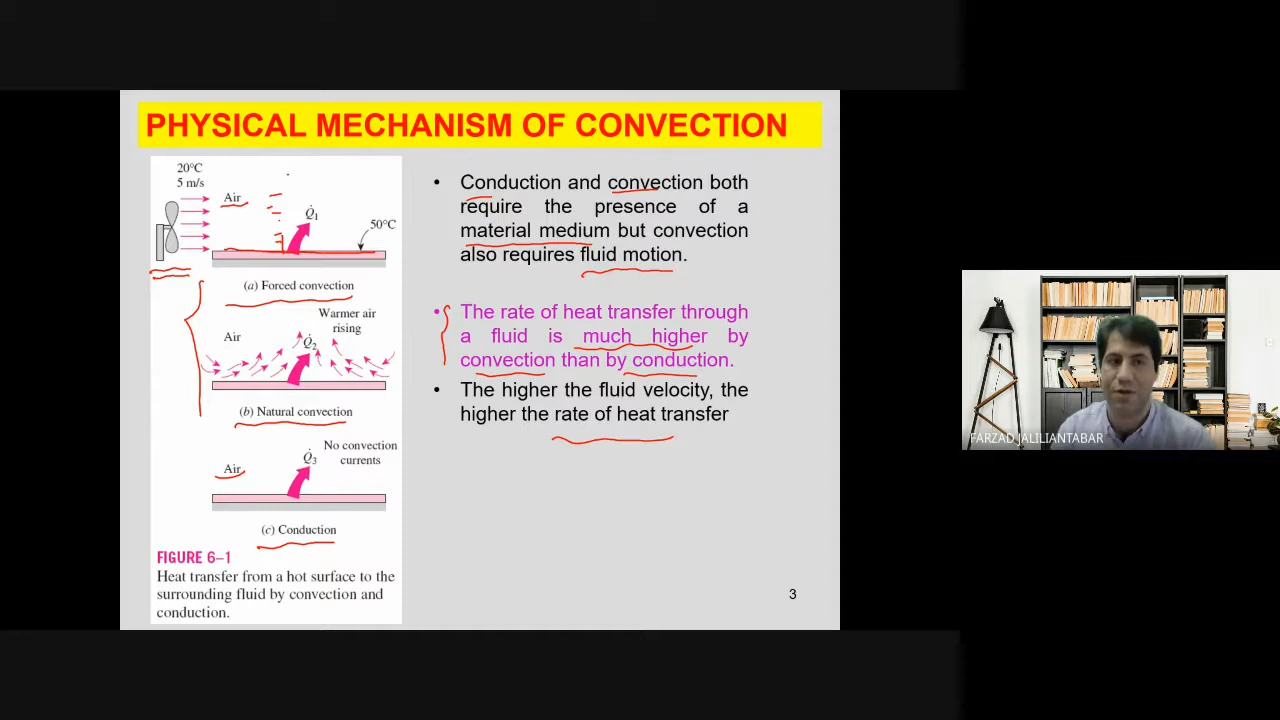 PHYSICAL MECHANISM OF CONVECTION
20°C
5 m/s
Air
Q̇1
50°C
(a) Forced convection
Warmer air
rising
Air
Q̇2
(b) Natural convection
No convection
currents
Air
Q̇3
(c) Conduction
FIGURE 6–1
Heat transfer from a hot surface to the
surrounding fluid by convection and
conduction.
• Conduction and convection both
require the presence of a
material medium but convection
also requires fluid motion.
• The rate of heat transfer through
a fluid is much higher by
convection than by conduction.
• The higher the fluid velocity, the
higher the rate of heat transfer
3
FARZAD JALILIANTABAR